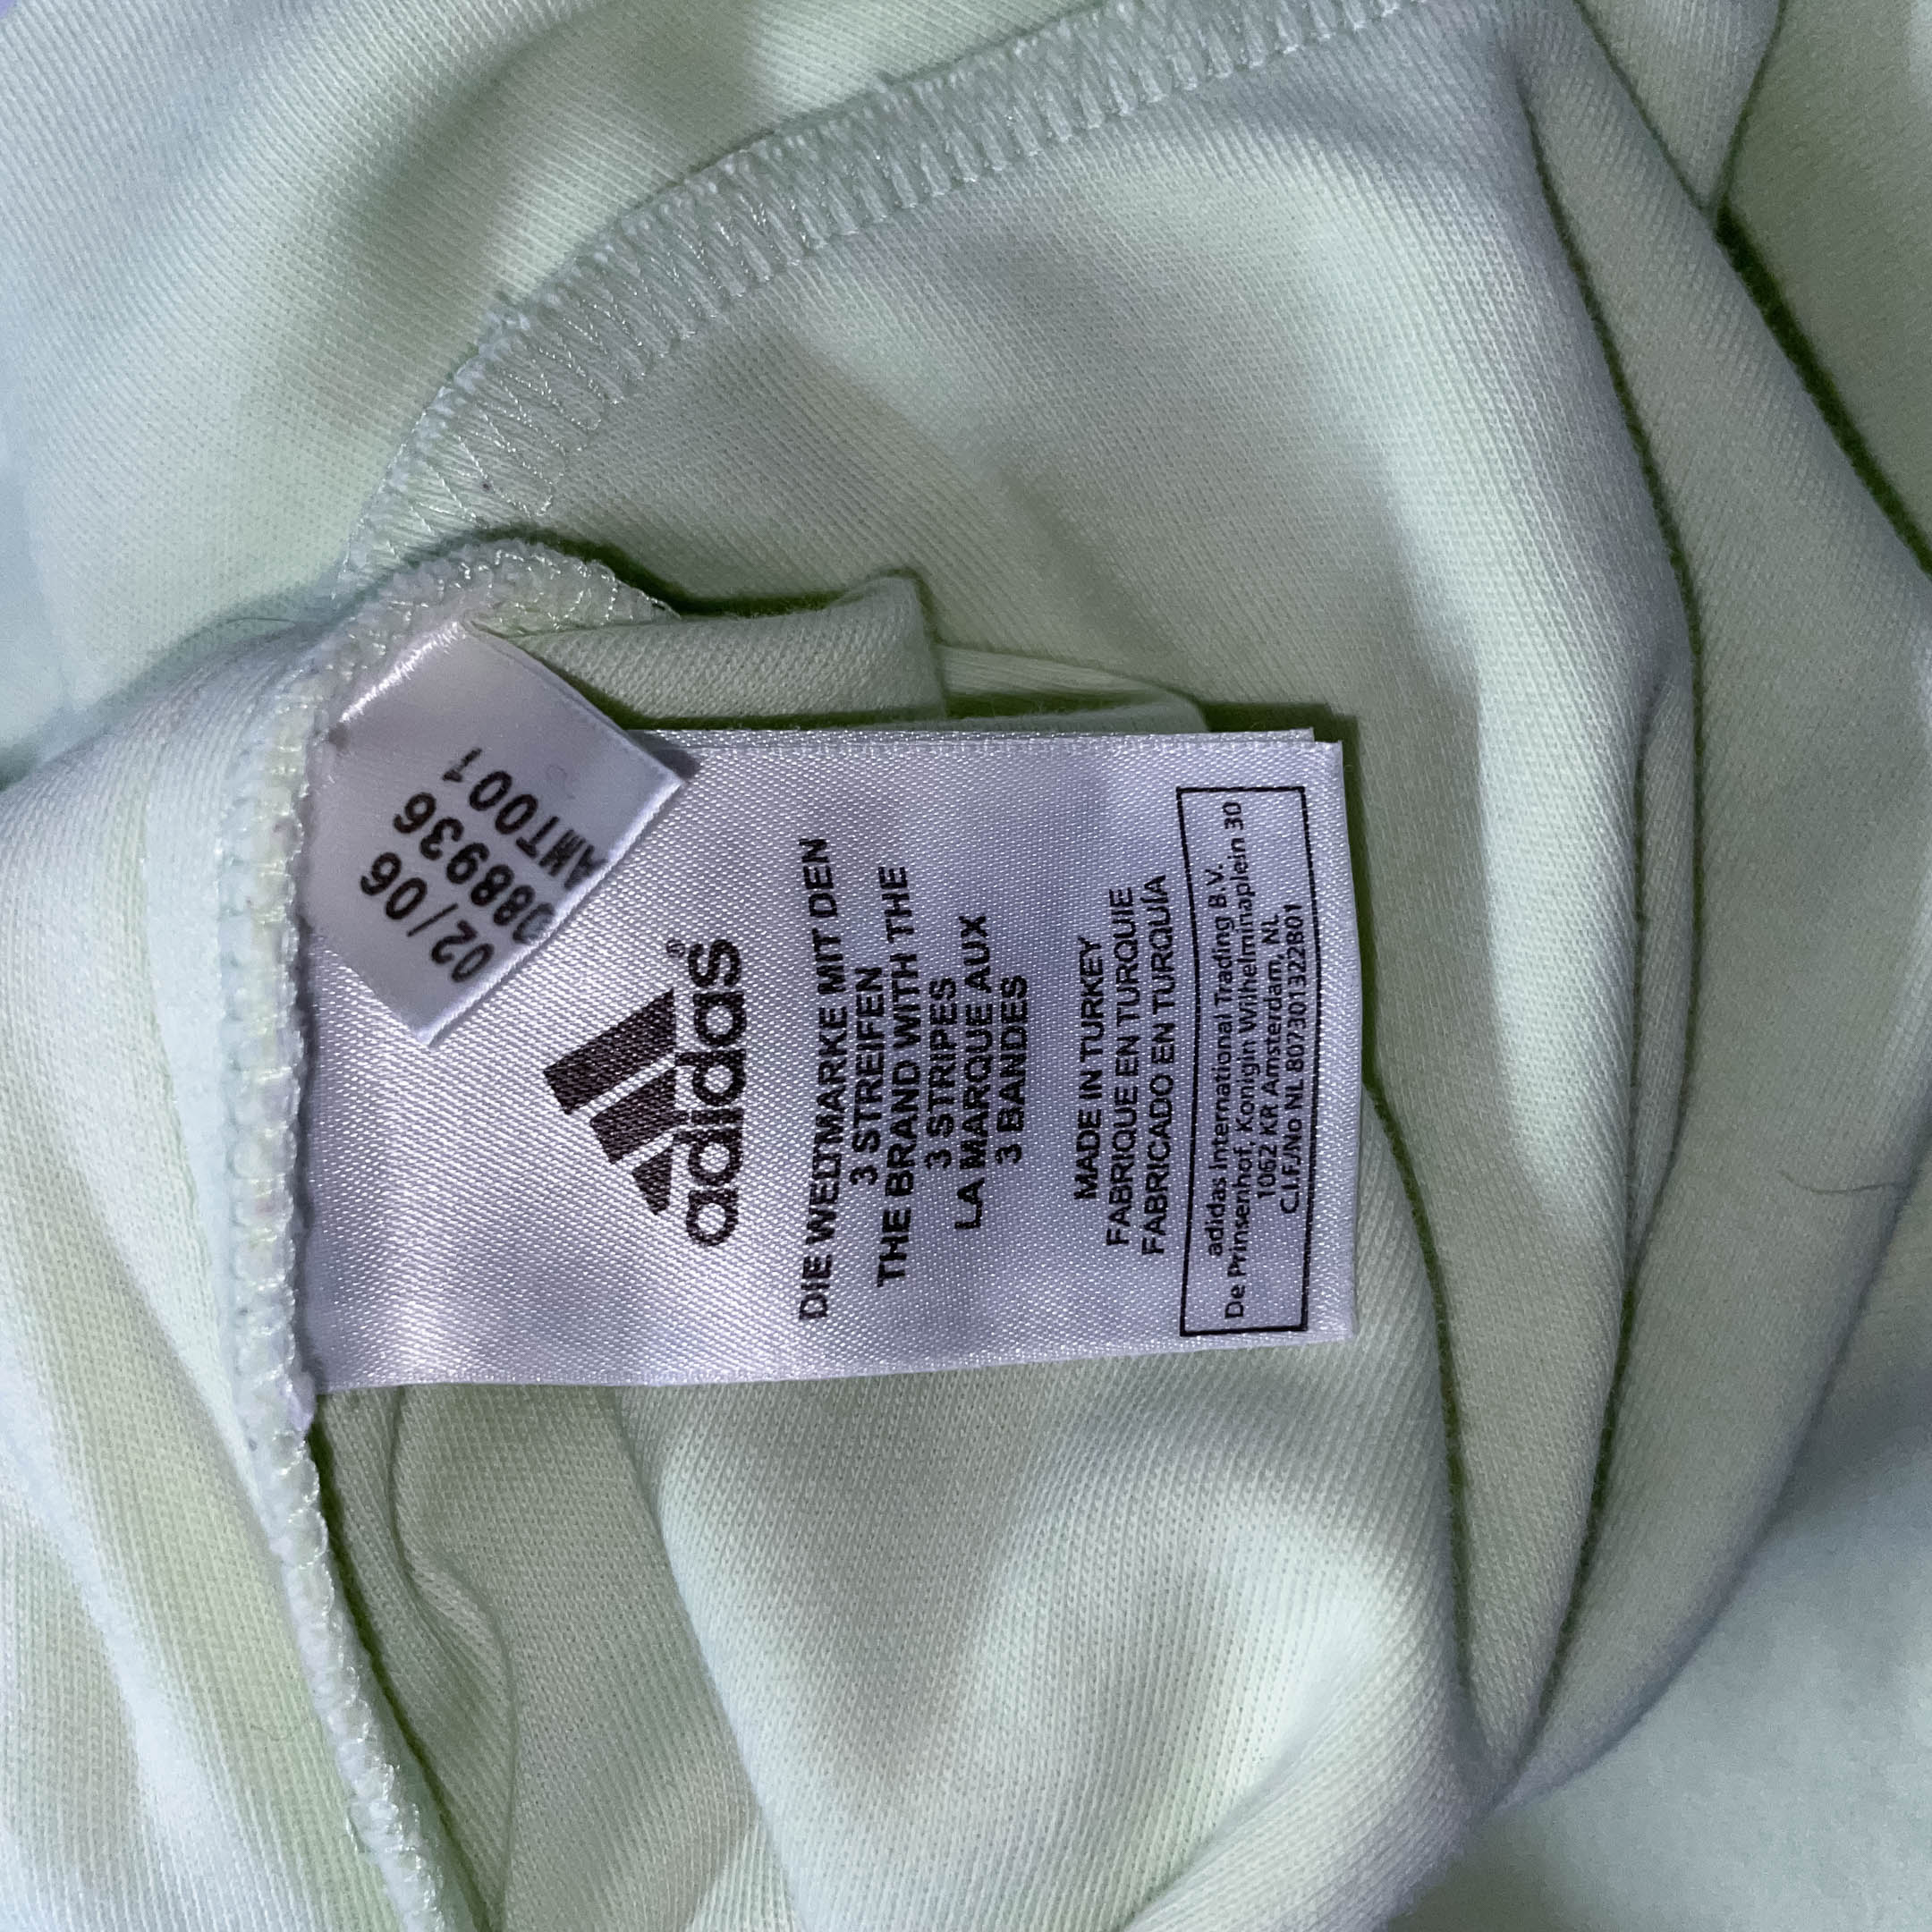 02/06
0889936
AMT001
adidas®
DIE WELTMARKE MIT DEN
3 STREIFEN
THE BRAND WITH THE
3 STRIPES
LA MARQUE AUX
3 BANDES
MADE IN TURKEY
FABRIQUE EN TURQUIE
FABRICADO EN TURQUÍA
adidas International Trading B.V.
De Prinsenhof, Konigin Wilhelminaplein 30
1062 KR Amsterdam, NL
C.I.F./No NL 807301322B01